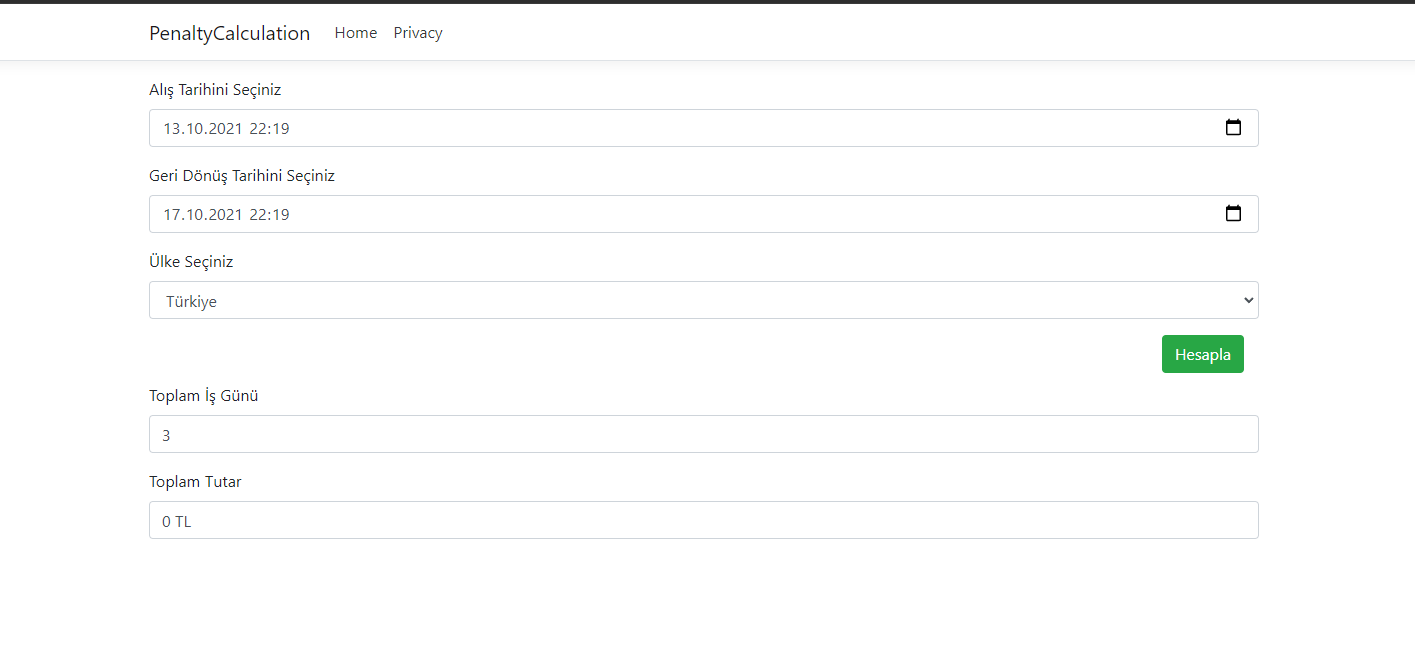 PenaltyCalculation Home Privacy
Alış Tarihini Seçiniz
13.10.2021 22:19
Geri Dönüş Tarihini Seçiniz
17.10.2021 22:19
Ülke Seçiniz
Türkiye
Hesapla
Toplam İş Günü
3
Toplam Tutar
0 TL